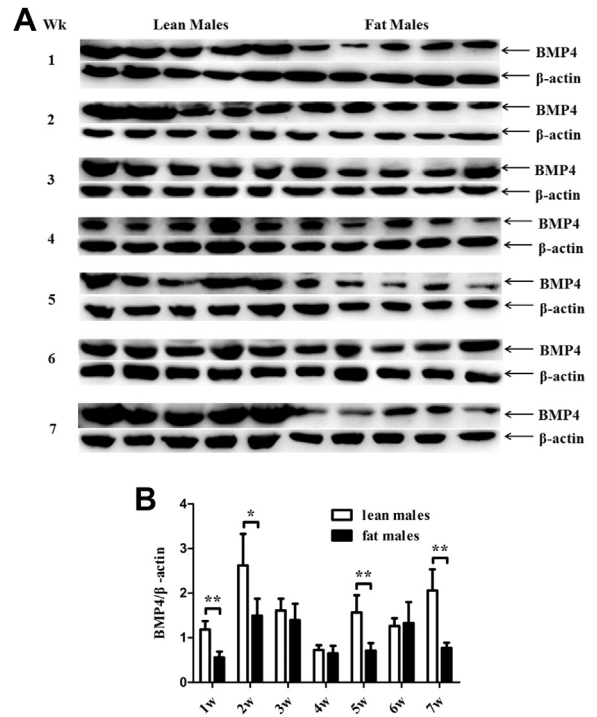 A Wk Lean Males Fat Males
1 BMP4
β-actin
2 BMP4
β-actin
3 BMP4
β-actin
4 BMP4
β-actin
5 BMP4
β-actin
6 BMP4
β-actin
7 BMP4
β-actin
B
BMP4/β -actin
4
3
2
1
0
lean males
fat males
**
*
**
**
1w 2w 3w 4w 5w 6w 7w